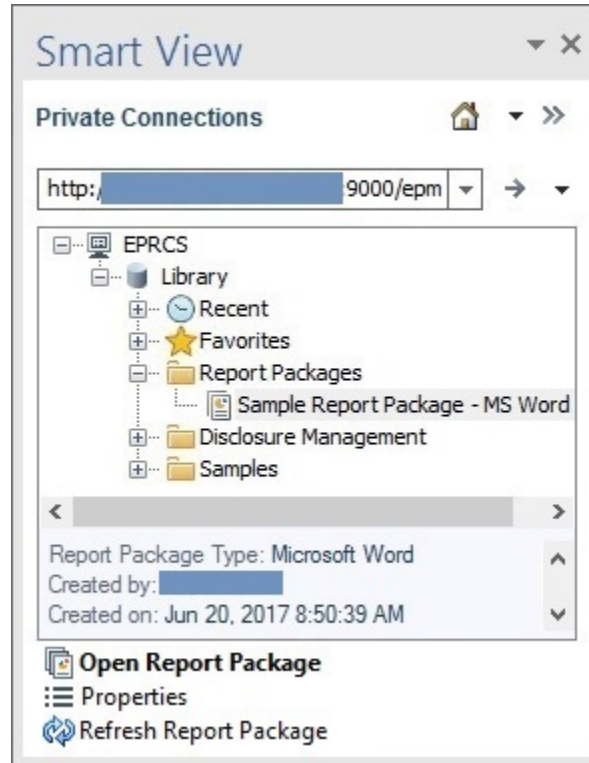 Smart View
Private Connections
http:/ 9000/epm
EPRCS
Library
Recent
Favorites
Report Packages
Sample Report Package - MS Word
Disclosure Management
Samples
Report Package Type: Microsoft Word
Created by:
Created on: Jun 20, 2017 8:50:39 AM
Open Report Package
Properties
Refresh Report Package